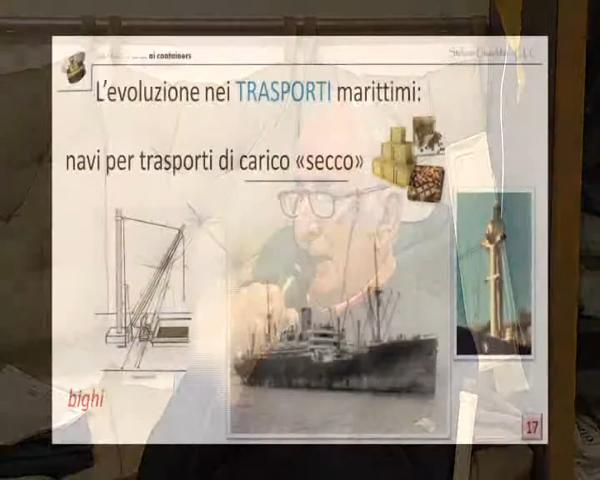 ai containers
L'evoluzione nei TRASPORTI marittimi:
navi per trasporti di carico «secco»
bighi
17